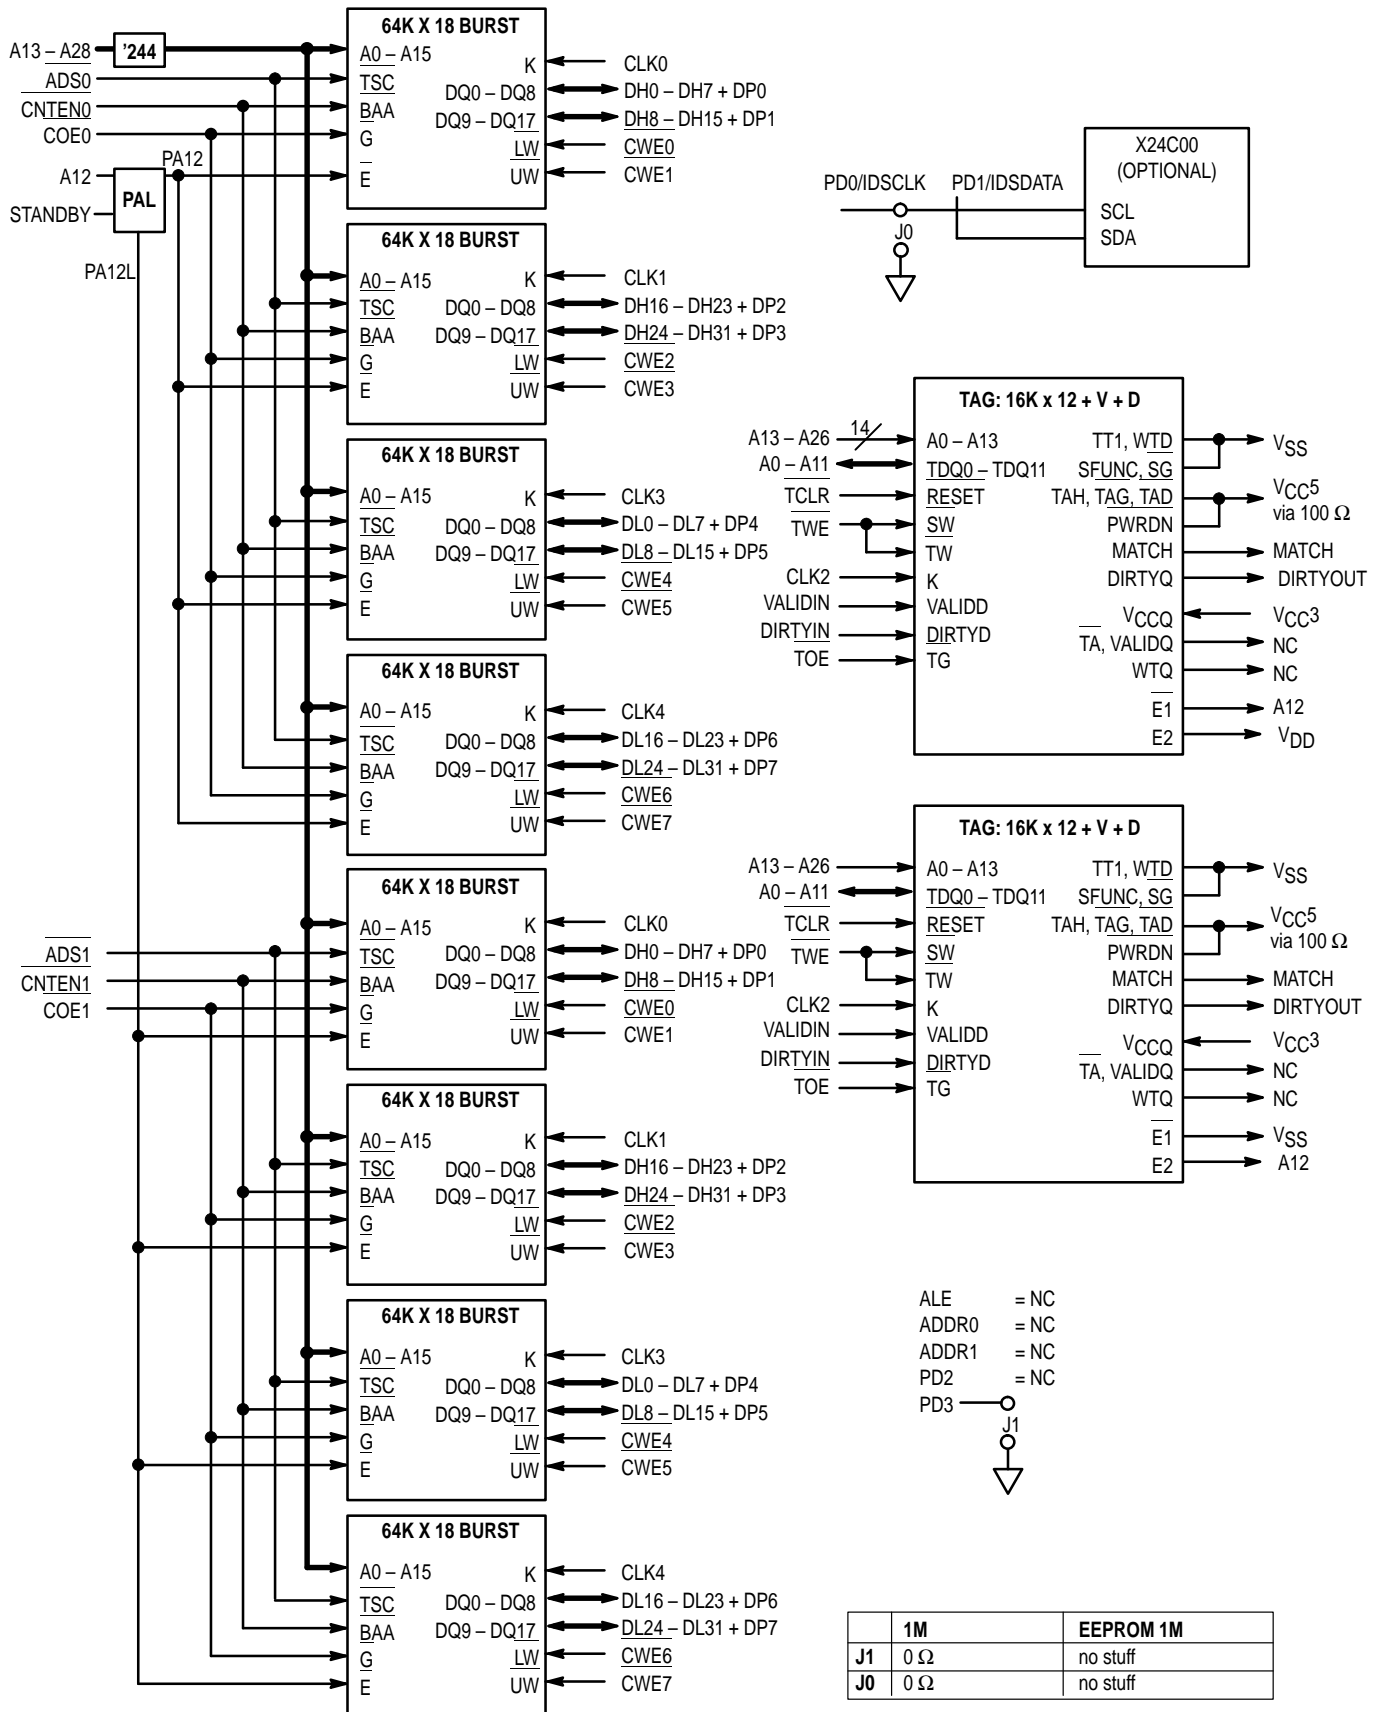 A13 – A28
'244
ADS0
CNTEN0
COE0
A12
STANDBY
PAL
PA12
PA12L
64K X 18 BURST
A0 – A15
TSC
BAA
G
E
K
DQ0 – DQ8
DQ9 – DQ17
LW
UW
CLK0
DH0 – DH7 + DP0
DH8 – DH15 + DP1
CWE0
CWE1
64K X 18 BURST
A0 – A15
TSC
BAA
G
E
K
DQ0 – DQ8
DQ9 – DQ17
LW
UW
CLK1
DH16 – DH23 + DP2
DH24 – DH31 + DP3
CWE2
CWE3
64K X 18 BURST
A0 – A15
TSC
BAA
G
E
K
DQ0 – DQ8
DQ9 – DQ17
LW
UW
CLK3
DL0 – DL7 + DP4
DL8 – DL15 + DP5
CWE4
CWE5
64K X 18 BURST
A0 – A15
TSC
BAA
G
E
K
DQ0 – DQ8
DQ9 – DQ17
LW
UW
CLK4
DL16 – DL23 + DP6
DL24 – DL31 + DP7
CWE6
CWE7
ADS1
CNTEN1
COE1
64K X 18 BURST
A0 – A15
TSC
BAA
G
E
K
DQ0 – DQ8
DQ9 – DQ17
LW
UW
CLK0
DH0 – DH7 + DP0
DH8 – DH15 + DP1
CWE0
CWE1
64K X 18 BURST
A0 – A15
TSC
BAA
G
E
K
DQ0 – DQ8
DQ9 – DQ17
LW
UW
CLK1
DH16 – DH23 + DP2
DH24 – DH31 + DP3
CWE2
CWE3
64K X 18 BURST
A0 – A15
TSC
BAA
G
E
K
DQ0 – DQ8
DQ9 – DQ17
LW
UW
CLK3
DL0 – DL7 + DP4
DL8 – DL15 + DP5
CWE4
CWE5
64K X 18 BURST
A0 – A15
TSC
BAA
G
E
K
DQ0 – DQ8
DQ9 – DQ17
LW
UW
CLK4
DL16 – DL23 + DP6
DL24 – DL31 + DP7
CWE6
CWE7
PD0/IDSCLK PD1/IDSDATA
J0
X24C00
(OPTIONAL)
SCL
SDA
TAG: 16K x 12 + V + D
A13 – A26
14
A0 – A11
TCLR
TWE
CLK2
VALIDIN
DIRTYIN
TOE
A0 – A13
TDQ0 – TDQ11
RESET
SW
TW
K
VALIDD
DIRTYD
TG
TT1, WTD
SFUNC, SG
TAH, TAG, TAD
PWRDN
MATCH
DIRTYQ
VCCQ
TA, VALIDQ
WTQ
E1
E2
VSS
VCC5
via 100 Ω
MATCH
DIRTYOUT
VCC3
NC
NC
A12
VDD
TAG: 16K x 12 + V + D
A13 – A26
A0 – A11
TCLR
TWE
CLK2
VALIDIN
DIRTYIN
TOE
A0 – A13
TDQ0 – TDQ11
RESET
SW
TW
K
VALIDD
DIRTYD
TG
TT1, WTD
SFUNC, SG
TAH, TAG, TAD
PWRDN
MATCH
DIRTYQ
VCCQ
TA, VALIDQ
WTQ
E1
E2
VSS
VCC5
via 100 Ω
MATCH
DIRTYOUT
VCC3
NC
NC
VSS
A12
ALE = NC
ADDR0 = NC
ADDR1 = NC
PD2 = NC
PD3
J1
1M EEPROM 1M
J1 0 Ω no stuff
J0 0 Ω no stuff